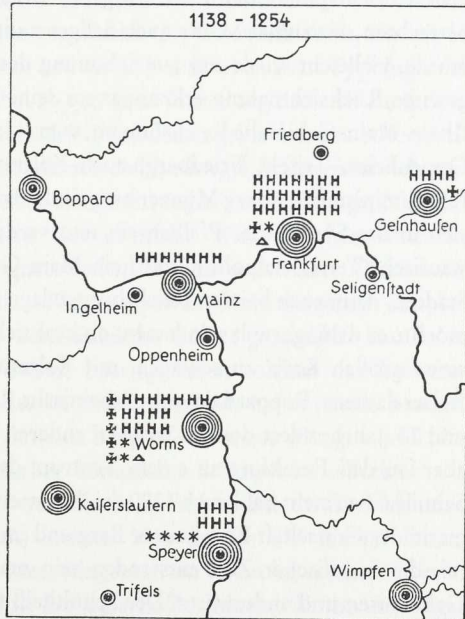 1138 - 1254
Friedberg
Boppard
Gelnhauſen
Frankfurt
Seligenſtadt
Mainz
Ingelheim
Oppenheim
Worms
Kaiſerslautern
Speyer
Wimpfen
Trifels